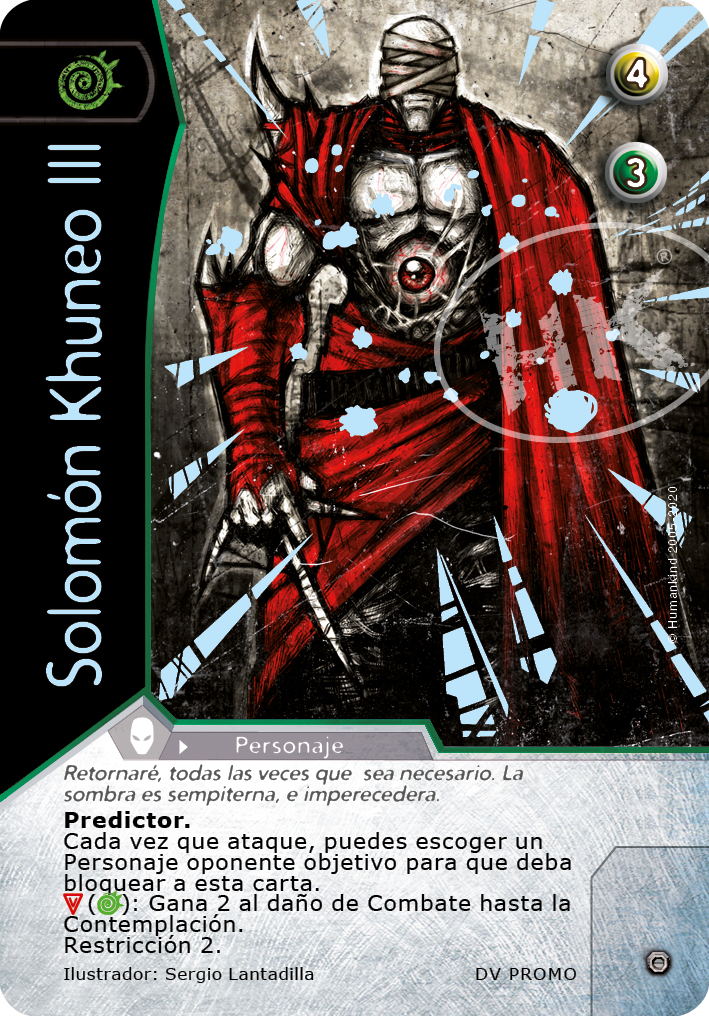 Solomón Khuneo III
4
3
HK
®
© Humankind 2005-2020
Personaje
Retornaré, todas las veces que sea necesario. La
sombra es sempiterna, e imperecedera.
Predictor.
Cada vez que ataque, puedes escoger un
Personaje oponente objetivo para que deba
bloquear a esta carta.
(): Gana 2 al daño de Combate hasta la
Contemplación.
Restricción 2.
Ilustrador: Sergio Lantadilla DV PROMO